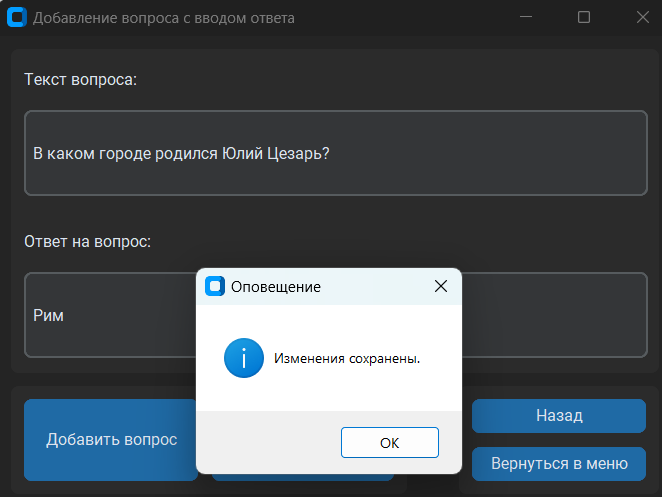 Добавление вопроса с вводом ответа
Текст вопроса:
В каком городе родился Юлий Цезарь?
Ответ на вопрос:
Рим
Оповещение
Изменения сохранены.
OK
Добавить вопрос
Назад
Вернуться в меню